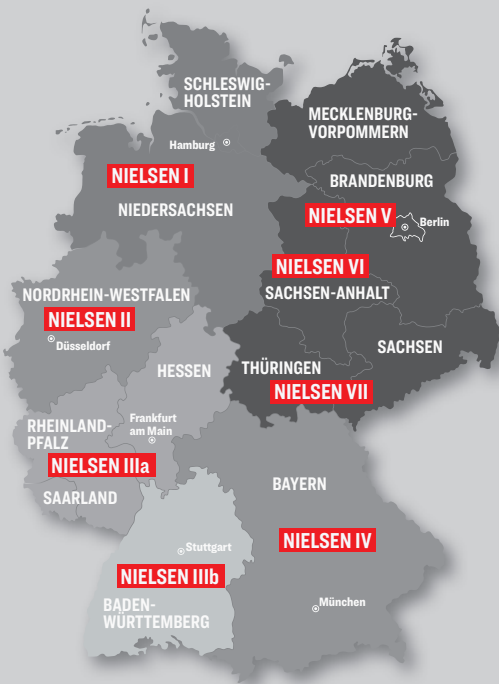 SCHLESWIG-
HOLSTEIN
MECKLENBURG-
VORPOMMERN
Hamburg
NIELSEN I
BRANDENBURG
NIEDERSACHSEN
NIELSEN V
Berlin
NIELSEN VI
SACHSEN-ANHALT
NORDRHEIN-WESTFALEN
NIELSEN II
Düsseldorf
SACHSEN
HESSEN
THÜRINGEN
NIELSEN VII
RHEINLAND-
PFALZ
Frankfurt
am Main
NIELSEN IIIa
SAARLAND
BAYERN
NIELSEN IV
Stuttgart
NIELSEN IIIb
BADEN-
WÜRTTEMBERG
München